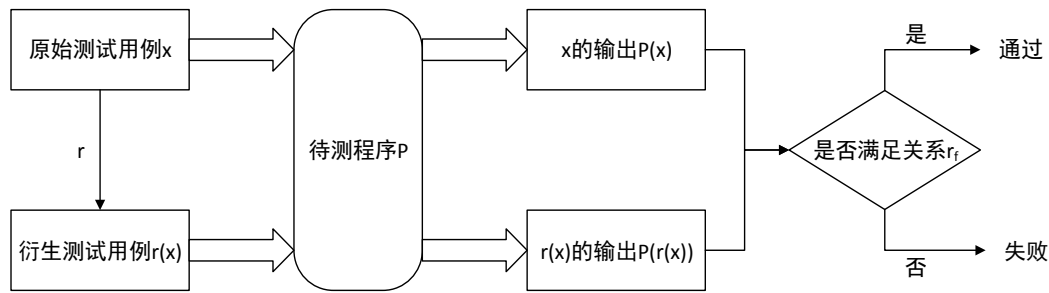 原始测试用例x
x的输出P(x)
是
通过
r
待测程序P
是否满足关系rf
衍生测试用例r(x)
r(x)的输出P(r(x))
否
失败